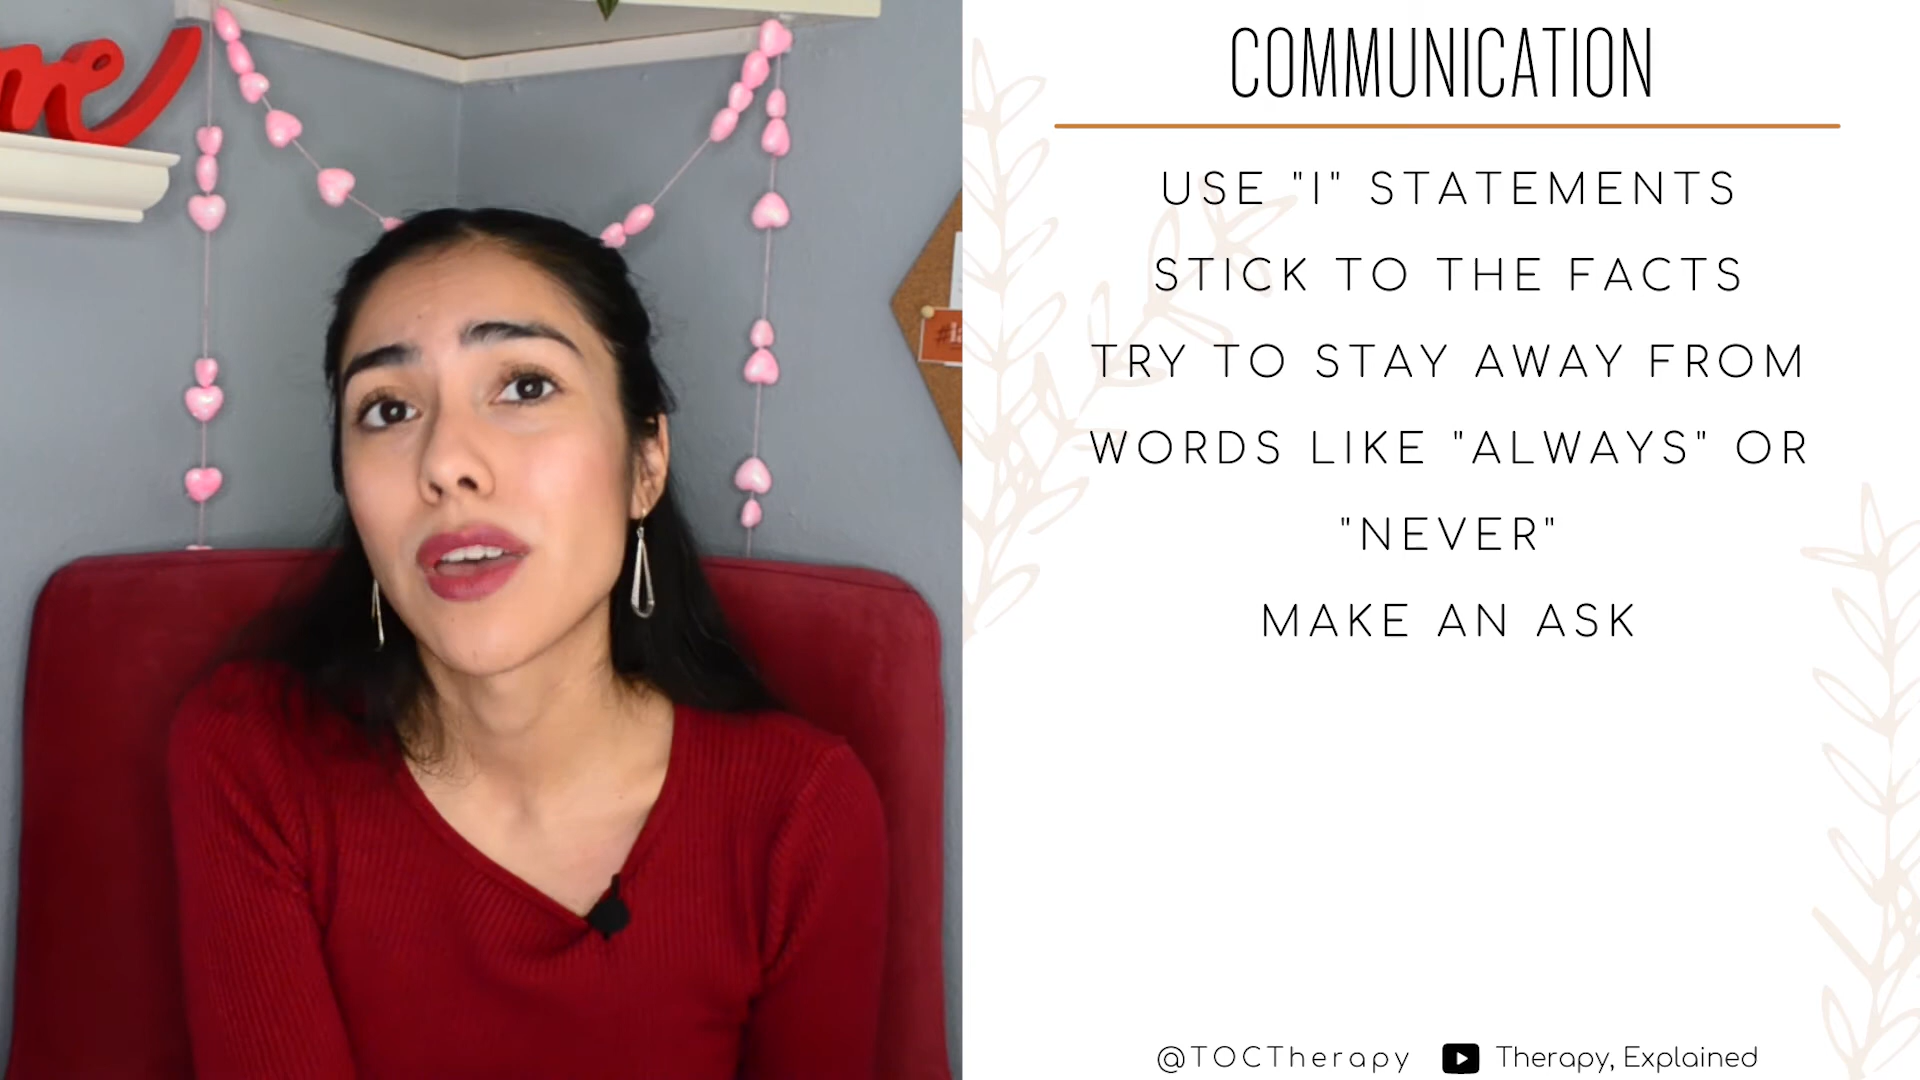 COMMUNICATION
USE "I" STATEMENTS
STICK TO THE FACTS
TRY TO STAY AWAY FROM
WORDS LIKE "ALWAYS" OR
"NEVER"
MAKE AN ASK
@TOCTherapy Therapy, Explained